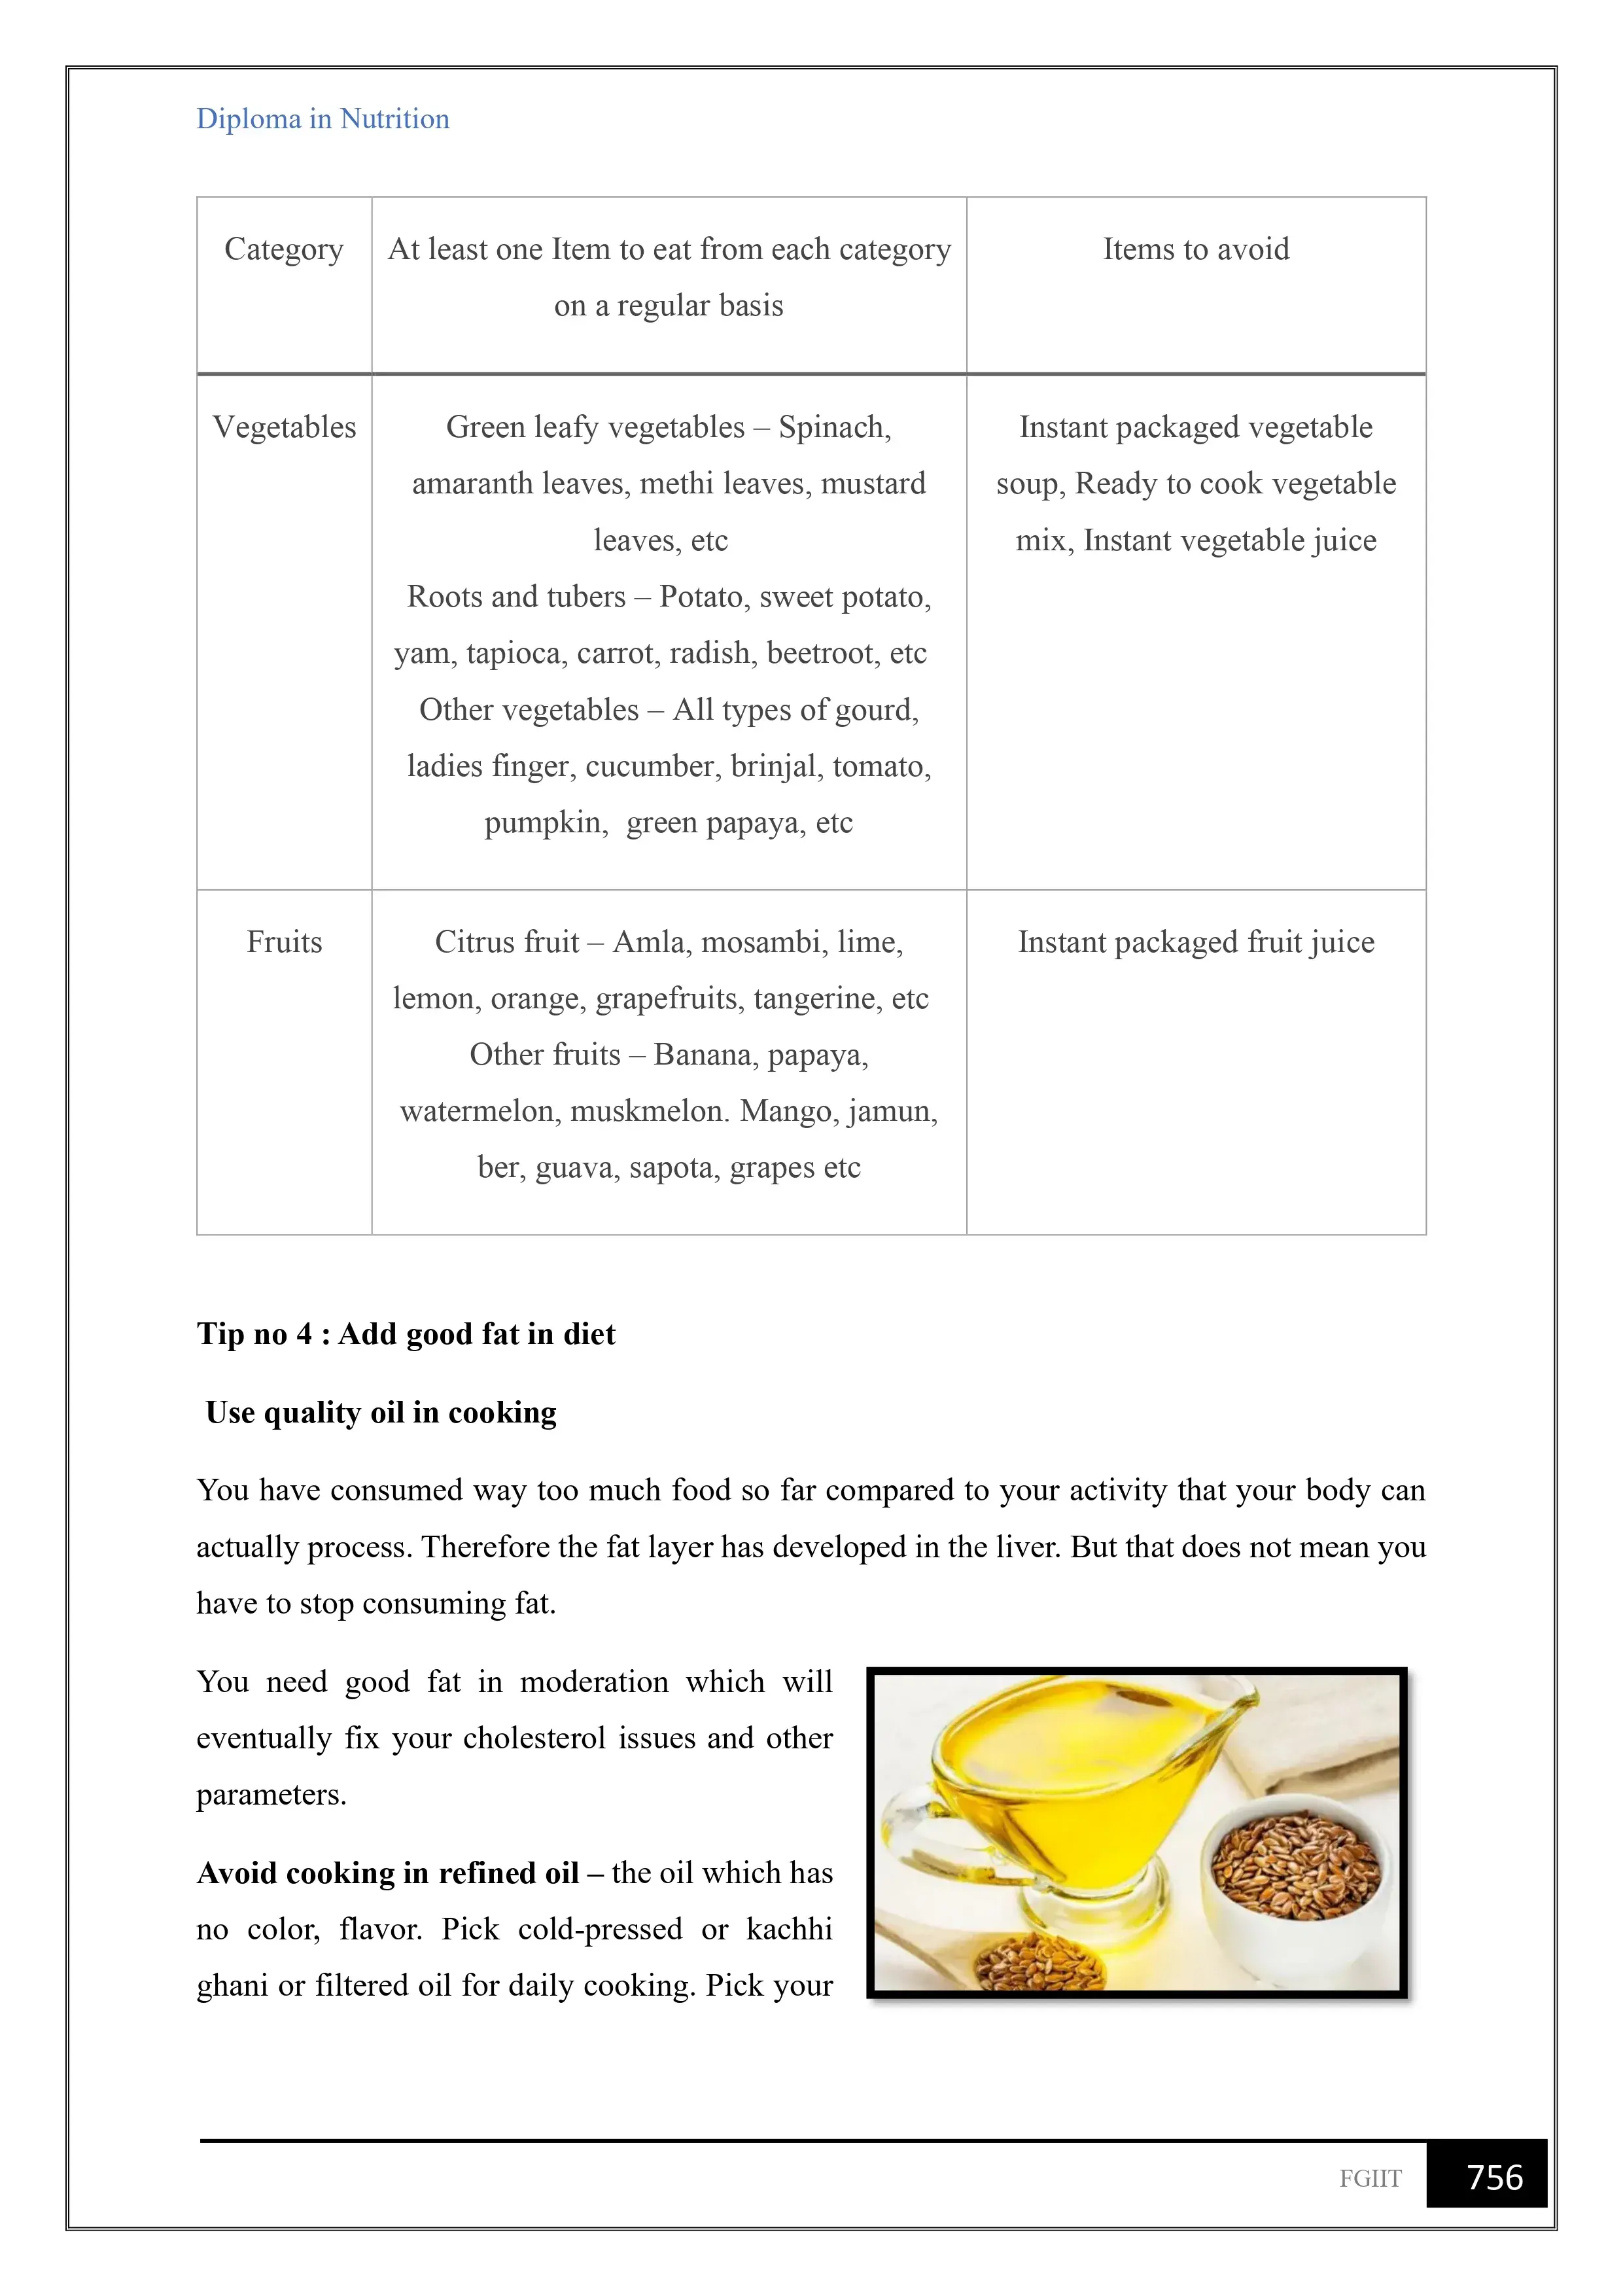 Diploma in Nutrition
Category
At least one Item to eat from each category
on a regular basis
Items to avoid
Vegetables
Green leafy vegetables – Spinach,
amaranth leaves, methi leaves, mustard
leaves, etc
Roots and tubers – Potato, sweet potato,
yam, tapioca, carrot, radish, beetroot, etc
Other vegetables – All types of gourd,
ladies finger, cucumber, brinjal, tomato,
pumpkin,  green papaya, etc
Instant packaged vegetable
soup, Ready to cook vegetable
mix, Instant vegetable juice
Fruits
Citrus fruit – Amla, mosambi, lime,
lemon, orange, grapefruits, tangerine, etc
Other fruits – Banana, papaya,
watermelon, muskmelon. Mango, jamun,
ber, guava, sapota, grapes etc
Instant packaged fruit juice
Tip no 4 : Add good fat in diet
Use quality oil in cooking
You have consumed way too much food so far compared to your activity that your body can
actually process. Therefore the fat layer has developed in the liver. But that does not mean you
have to stop consuming fat.
You need good fat in moderation which will
eventually fix your cholesterol issues and other
parameters.
Avoid cooking in refined oil – the oil which has
no color, flavor. Pick cold-pressed or kachhi
ghani or filtered oil for daily cooking. Pick your
FGIIT
756